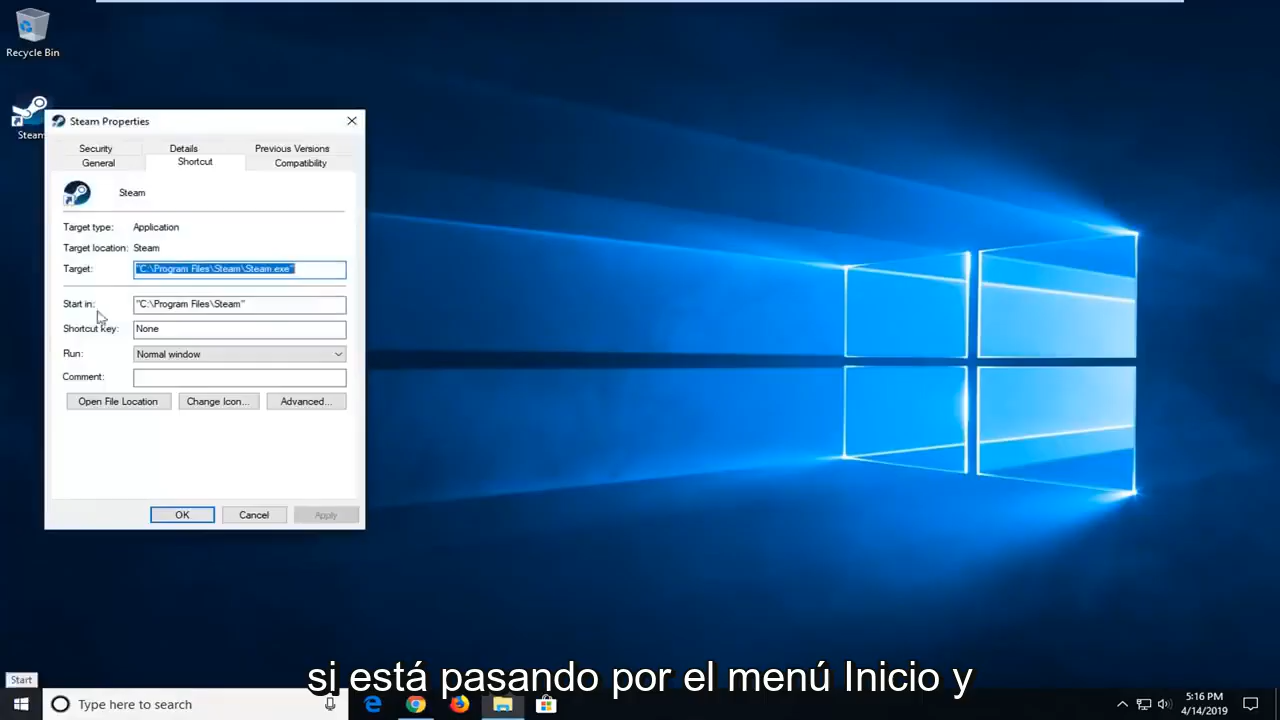 Recycle Bin
Steam
Steam Properties
Security Details Previous Versions
General Shortcut Compatibility
Steam
Target type: Application
Target location: Steam
Target: "C:\Program Files\Steam\Steam.exe"
Start in: "C:\Program Files\Steam"
Shortcut key: None
Run: Normal window
Comment:
Open File Location Change Icon... Advanced...
OK Cancel Apply
si está pasando por el menú Inicio y
Start
Type here to search
5:16 PM
4/14/2019